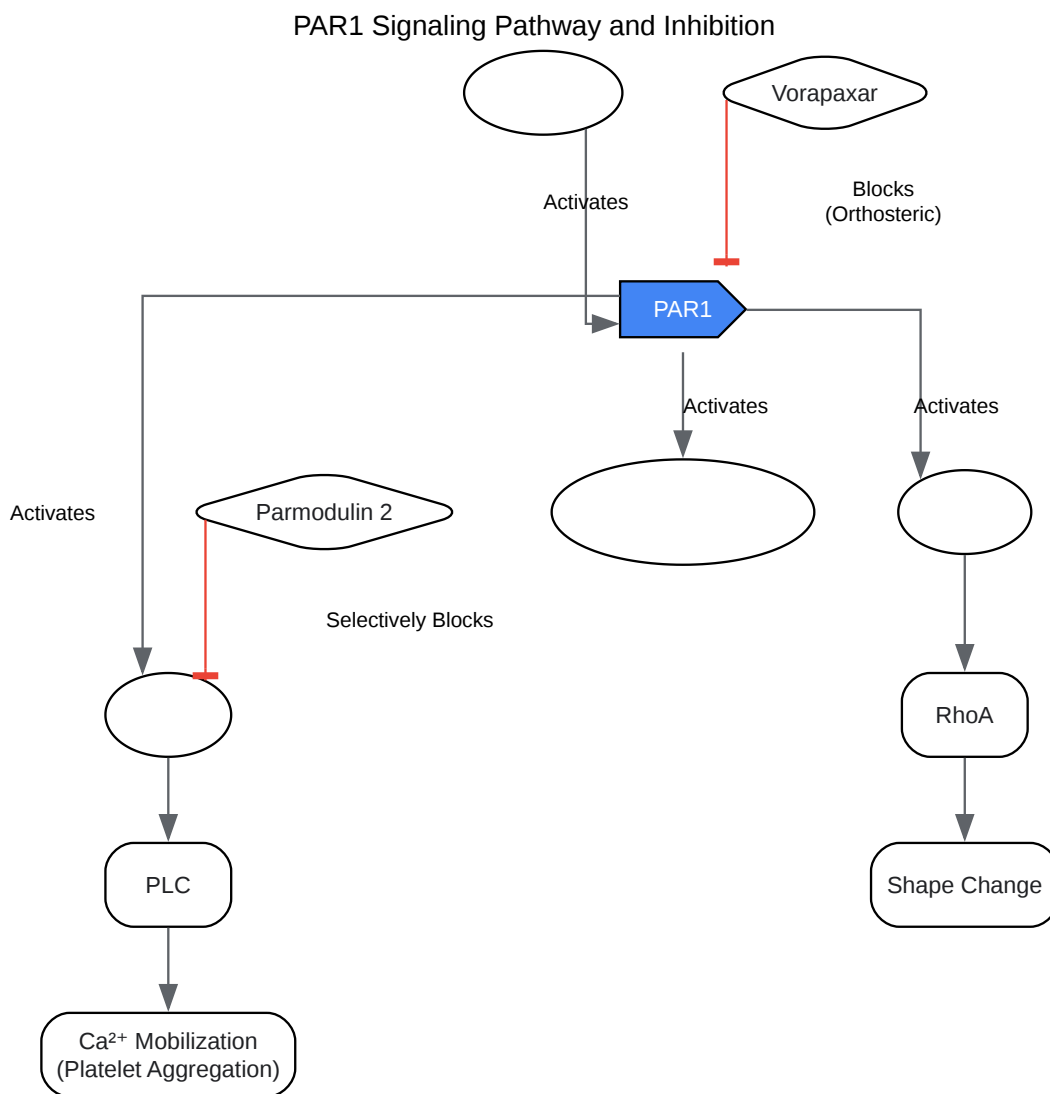 PAR1 Signaling Pathway and Inhibition
Vorapaxar
Activates
Blocks
(Orthosteric)
PAR1
Activates
Activates
Activates
Parmodulin 2
Selectively Blocks
RhoA
PLC
Shape Change
Ca²⁺ Mobilization
(Platelet Aggregation)